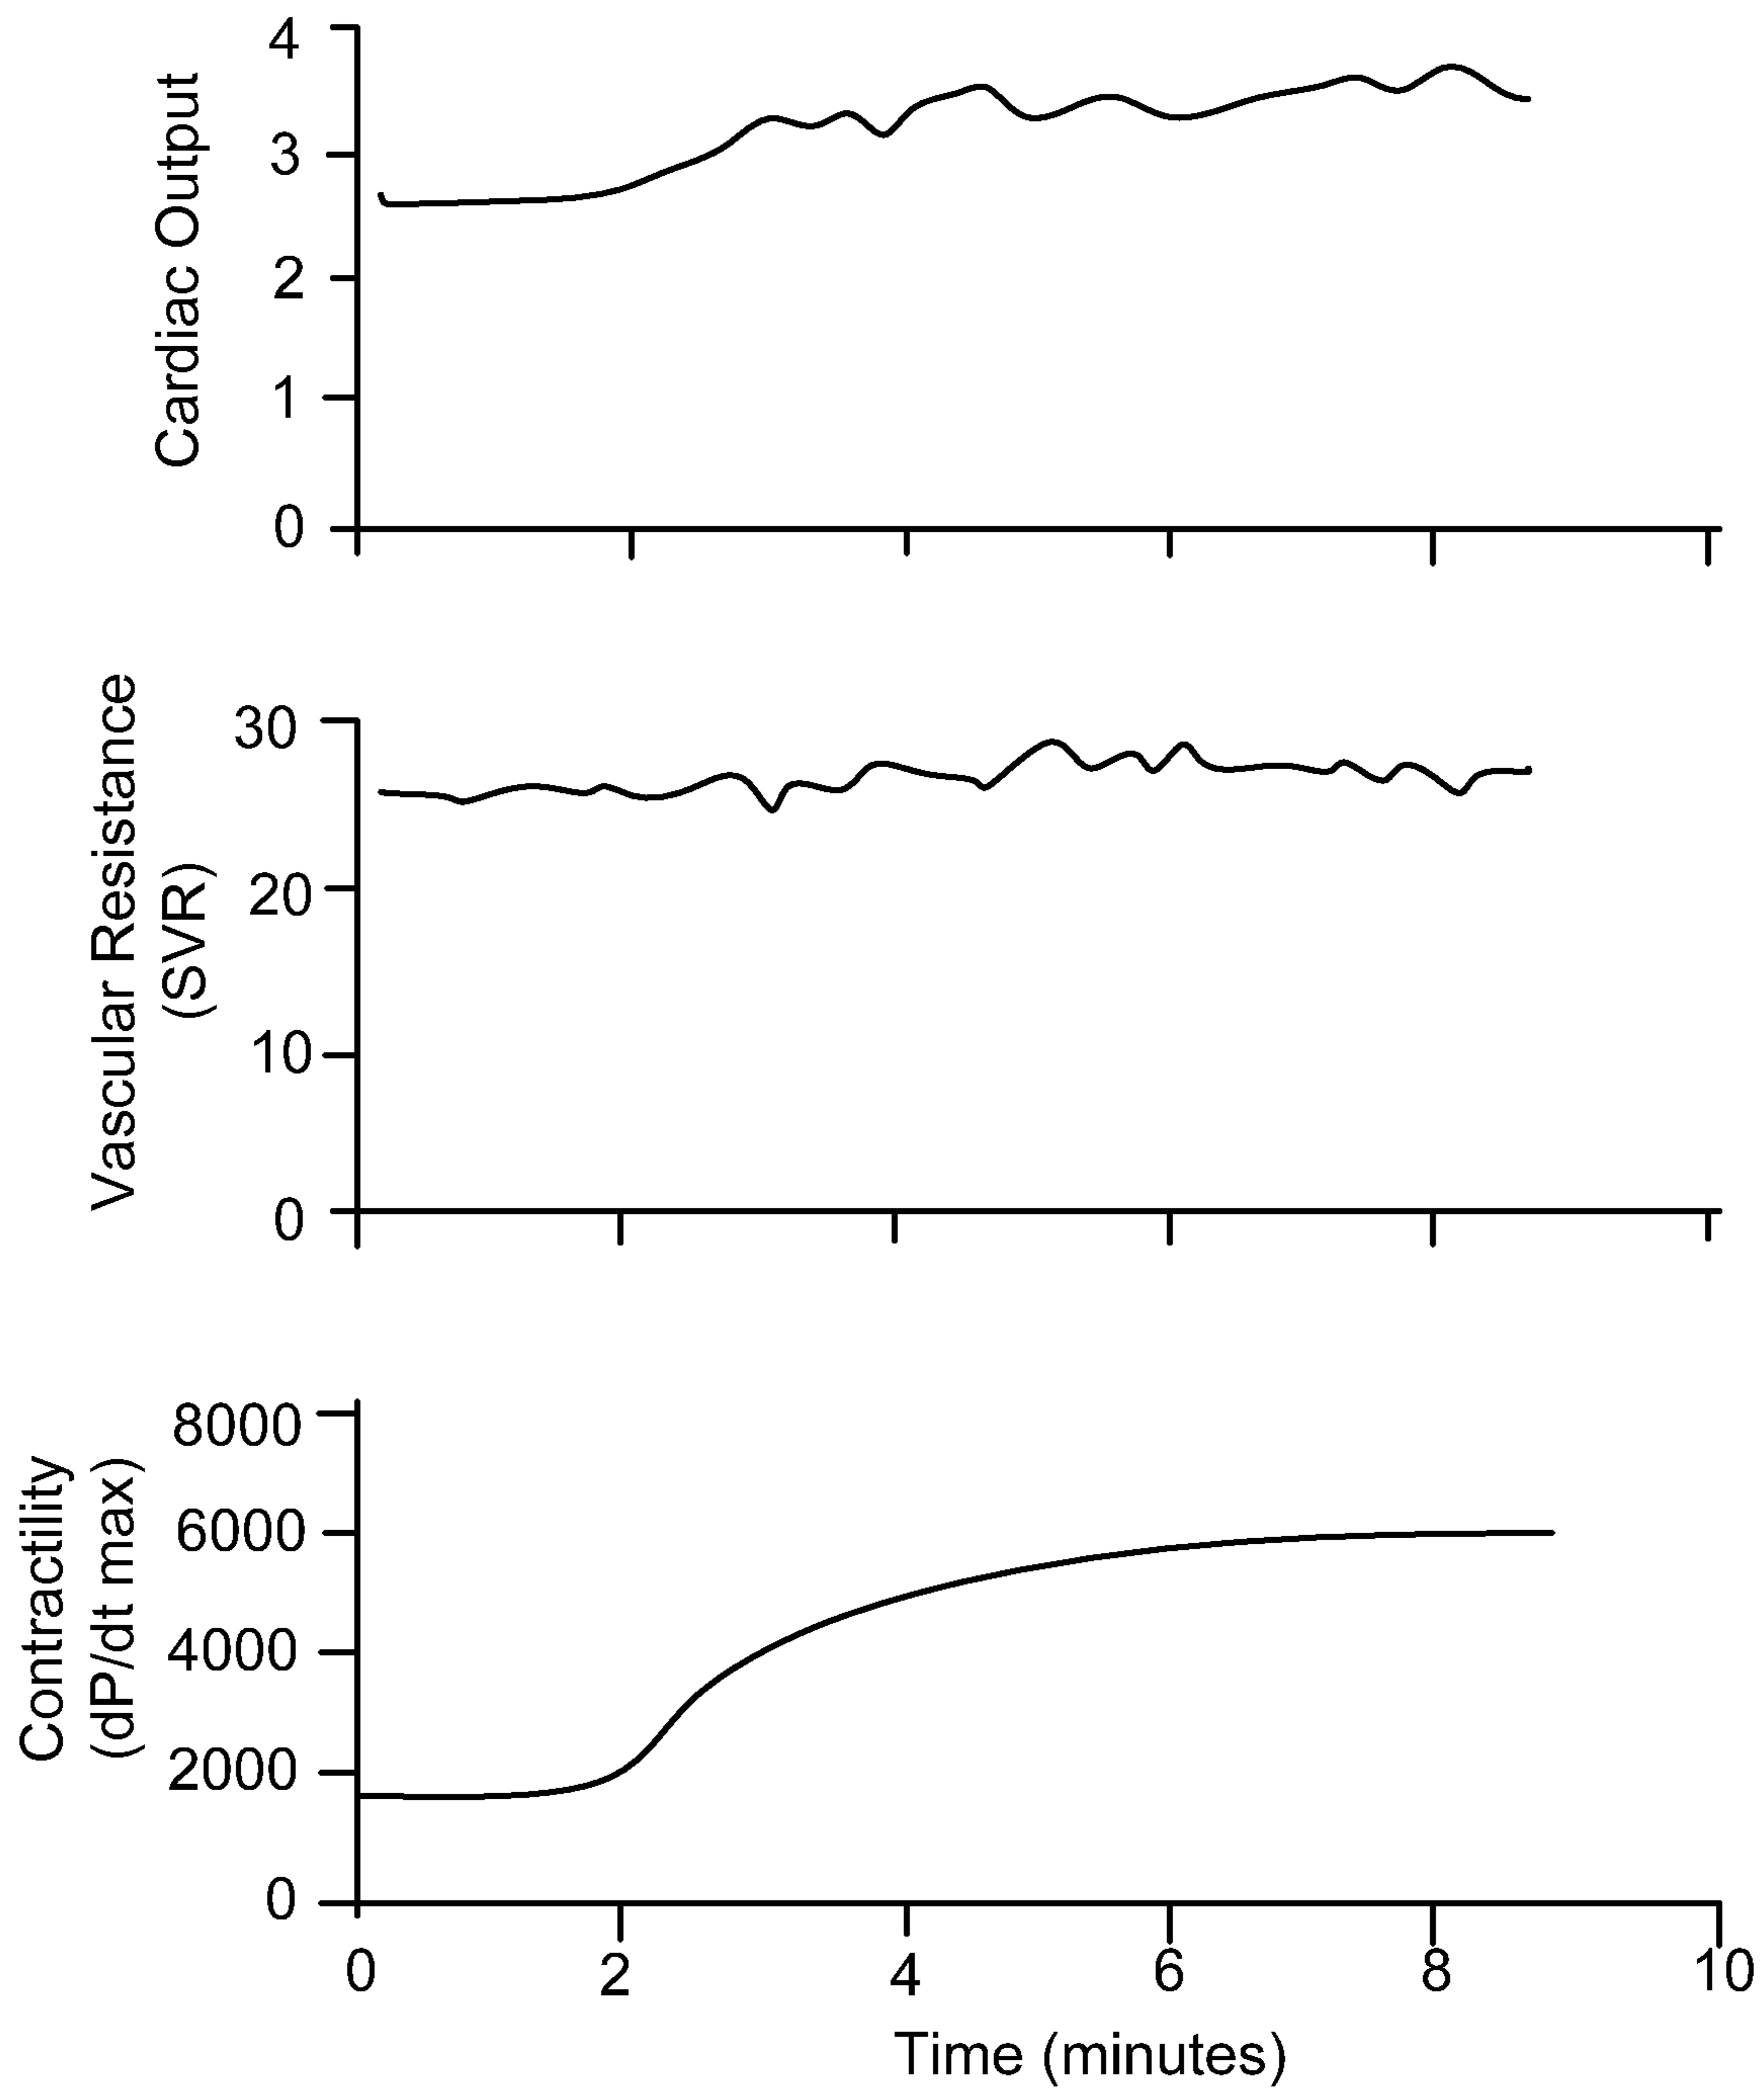 Cardiac Output
4
3
2
1
0
Vascular Resistance
(SVR)
30
20
10
0
Contractility
(dP/dt max)
8000
6000
4000
2000
0
0 2 4 6 8 10
Time (minutes)